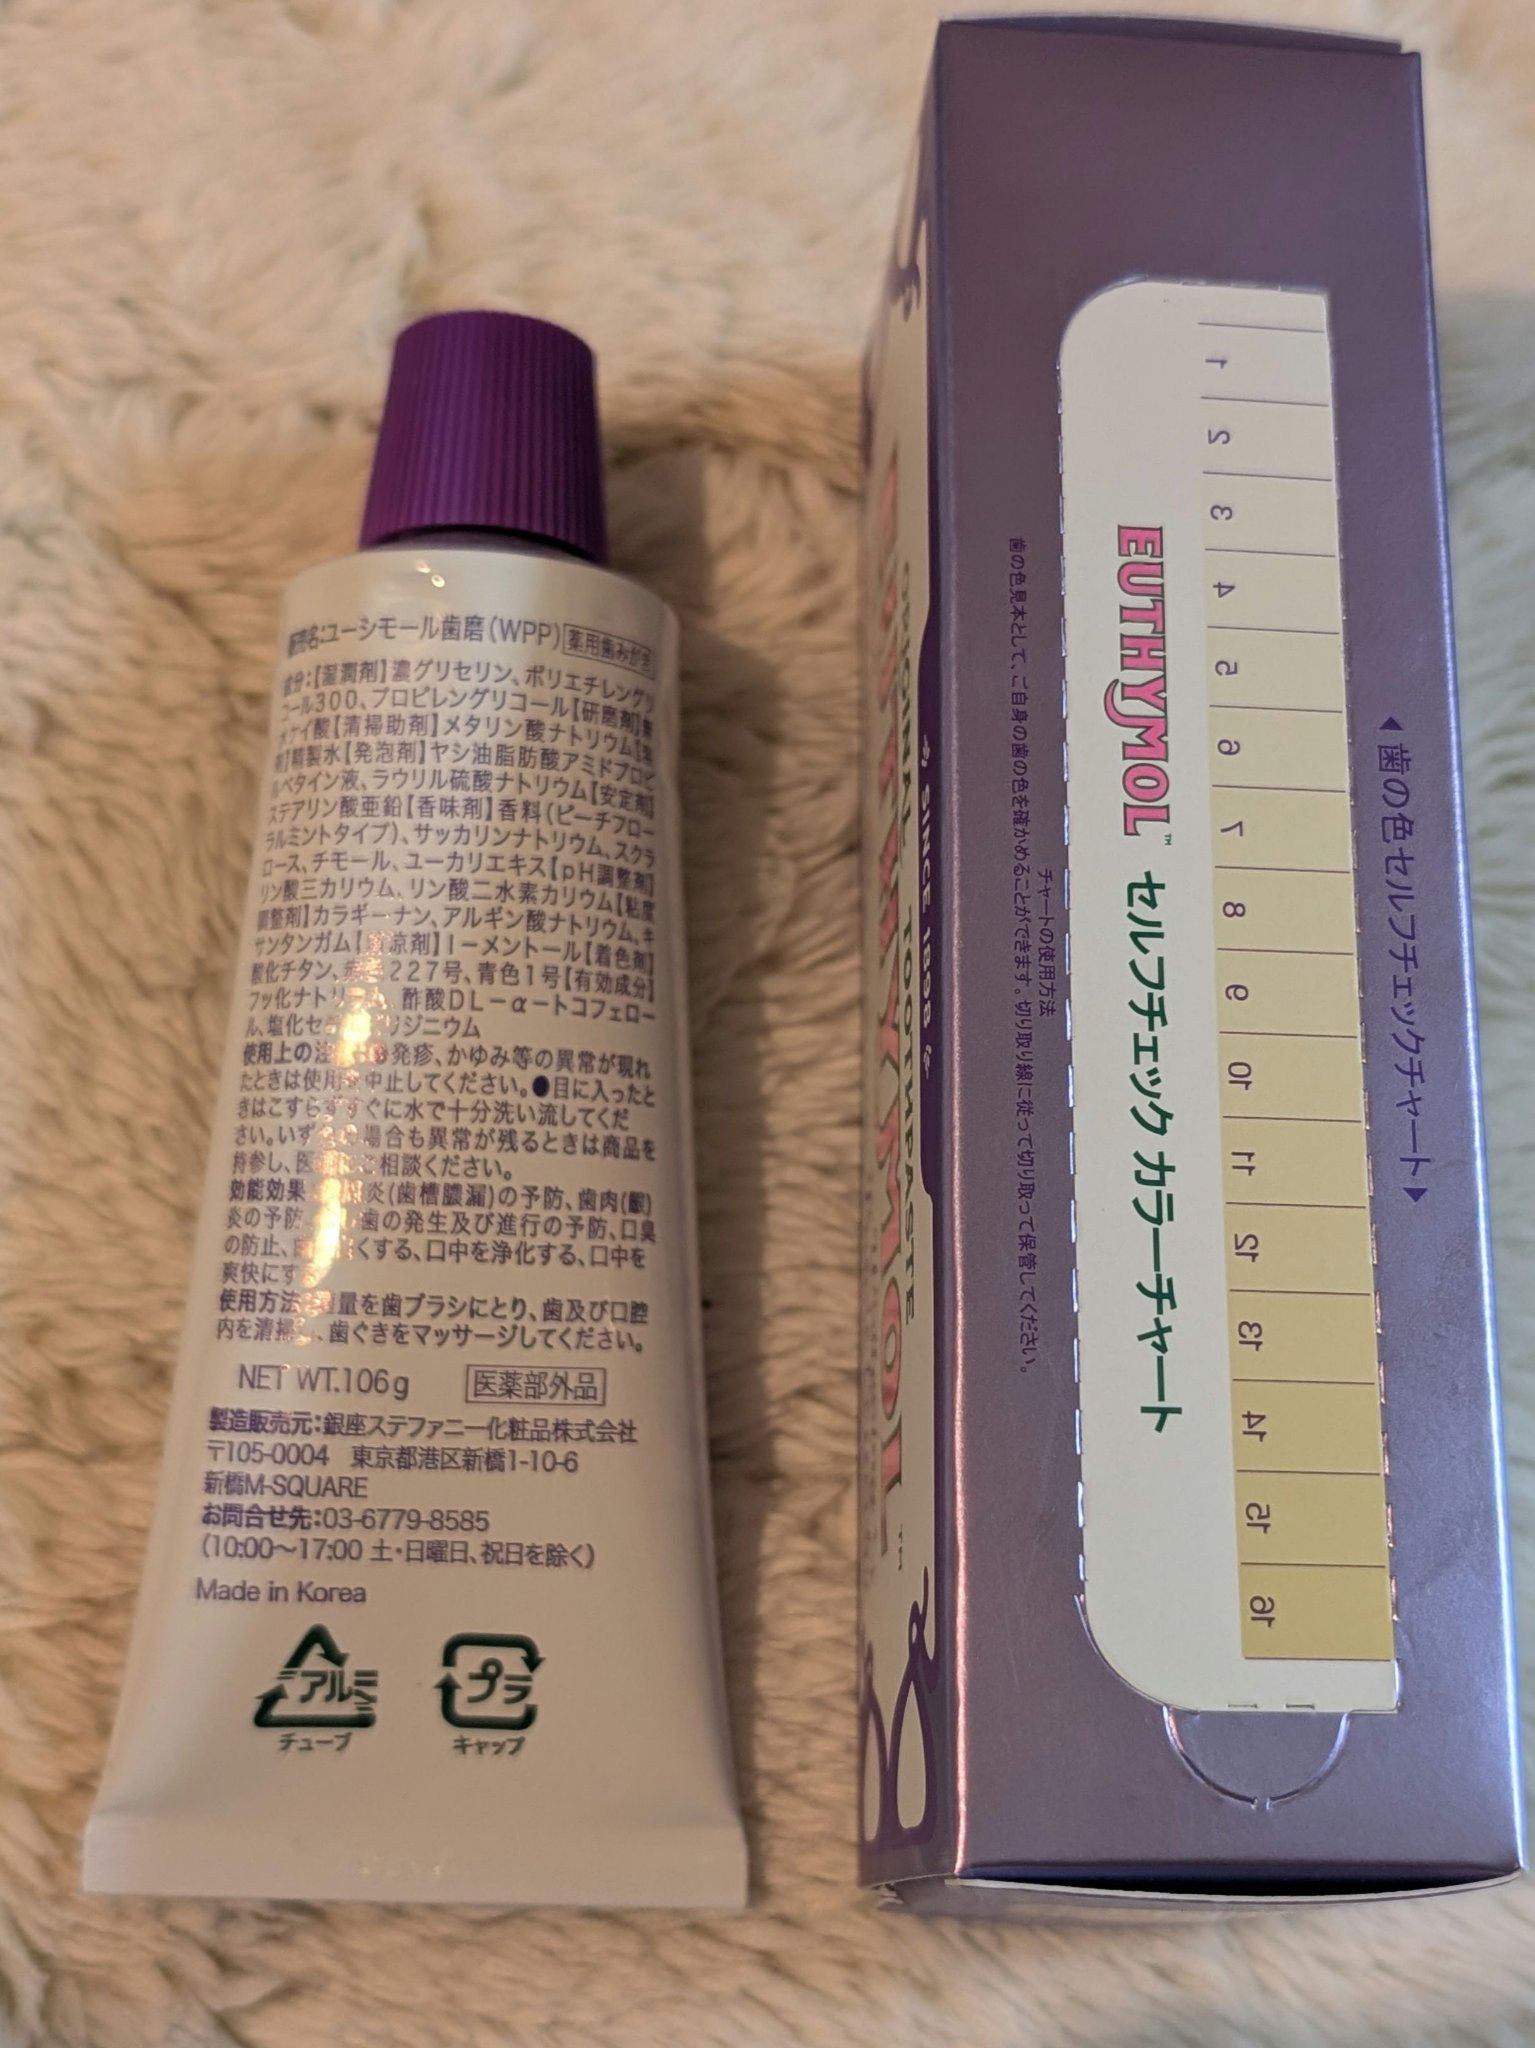 ユーシモール歯磨(WPP) 薬用歯みがき
【湿潤剤】濃グリセリン、ポリエチレングリ
コール300、プロピレングリコール【研磨剤】
ケイ酸【清掃助剤】メタリン酸ナトリウム
精製水【発泡剤】ヤシ油脂肪酸アミドプロピ
ルベタイン液、ラウリル硫酸ナトリウム【安定剤】
ステアリン酸亜鉛【香味剤】香料(ピーチフロー
ラルミントタイプ)、サッカリンナトリウム、スクラ
ロース、チモール、ユーカリエキス【pH調整剤】
リン酸三カリウム、リン酸二水素カリウム【粘度
調整剤】カラギーナン、アルギン酸ナトリウム、キ
サンタンガム 涼剤】l－メントール【着色剤】
酸化チタン、 227号、青色1号【有効成分】
フッ化ナトリウム、酢酸DL－α－トコフェロー
ル、塩化セ リジニウム
使用上の注 発疹、かゆみ等の異常が現れ
たときは使用を中止してください。●目に入ったと
きはこすらずすぐに水で十分洗い流してくだ
さい。いず の場合も異常が残るときは商品を
持参し、医 ご相談ください。
効能効果 炎(歯槽膿漏)の予防、歯肉(齦)
炎の予防、 し歯の発生及び進行の予防、口臭
の防止、 くする、口中を浄化する、口中を
爽快にす
使用方法 量を歯ブラシにとり、歯及び口腔
内を清掃 、歯ぐきをマッサージしてください。
NET WT.106g 医薬部外品
製造販売元:銀座ステファニー化粧品株式会社
〒105-0004 東京都港区新橋1-10-6
新橋M-SQUARE
お問合せ先:03-6779-8585
(10:00〜17:00 土・日曜日、祝日を除く)
Made in Korea
アルミ
チューブ
プラ
キャップ
ORIGINAL TOOTHPASTE
SINCE 1898
EUTHYMOL™
チャートの使用方法
歯の色見本として、ご自身の歯の色を確かめることができます。切り取り線に従って切り取って保管してください。
EUTHYMOL™ セルフチェック カラーチャート
1
2
3
4
5
6
7
8
9
10
11
12
13
14
15
16
◀歯の色セルフチェックチャート▶